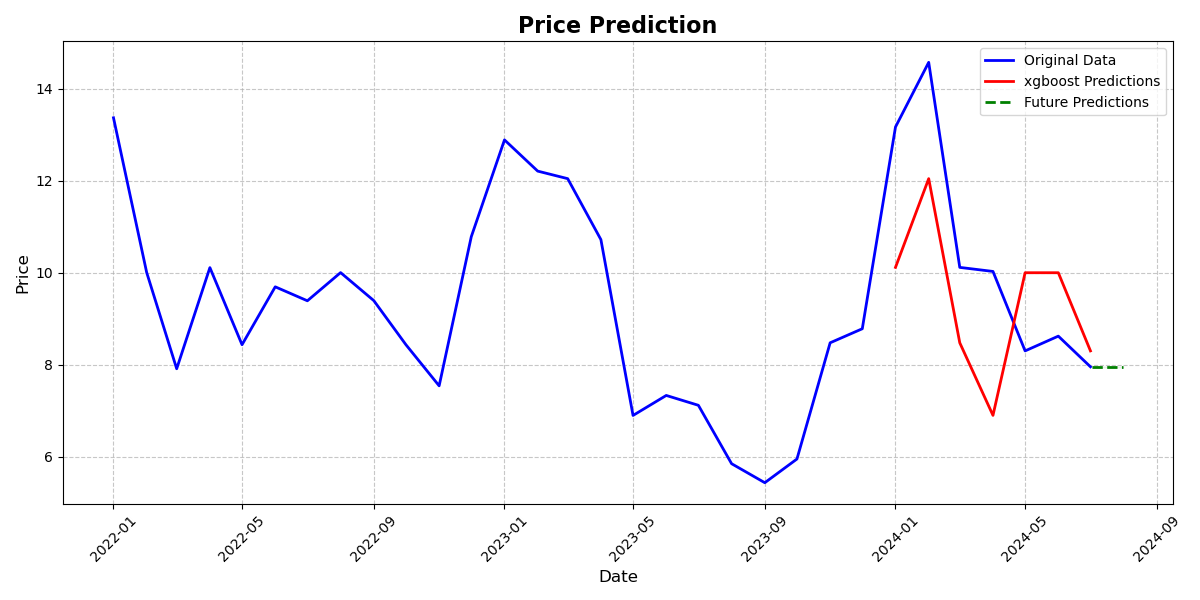 Price Prediction
Original Data
xgboost Predictions
Future Predictions
Price
14
12
10
8
6
2022-01
2022-05
2022-09
2023-01
2023-05
2023-09
2024-01
2024-05
2024-09
Date